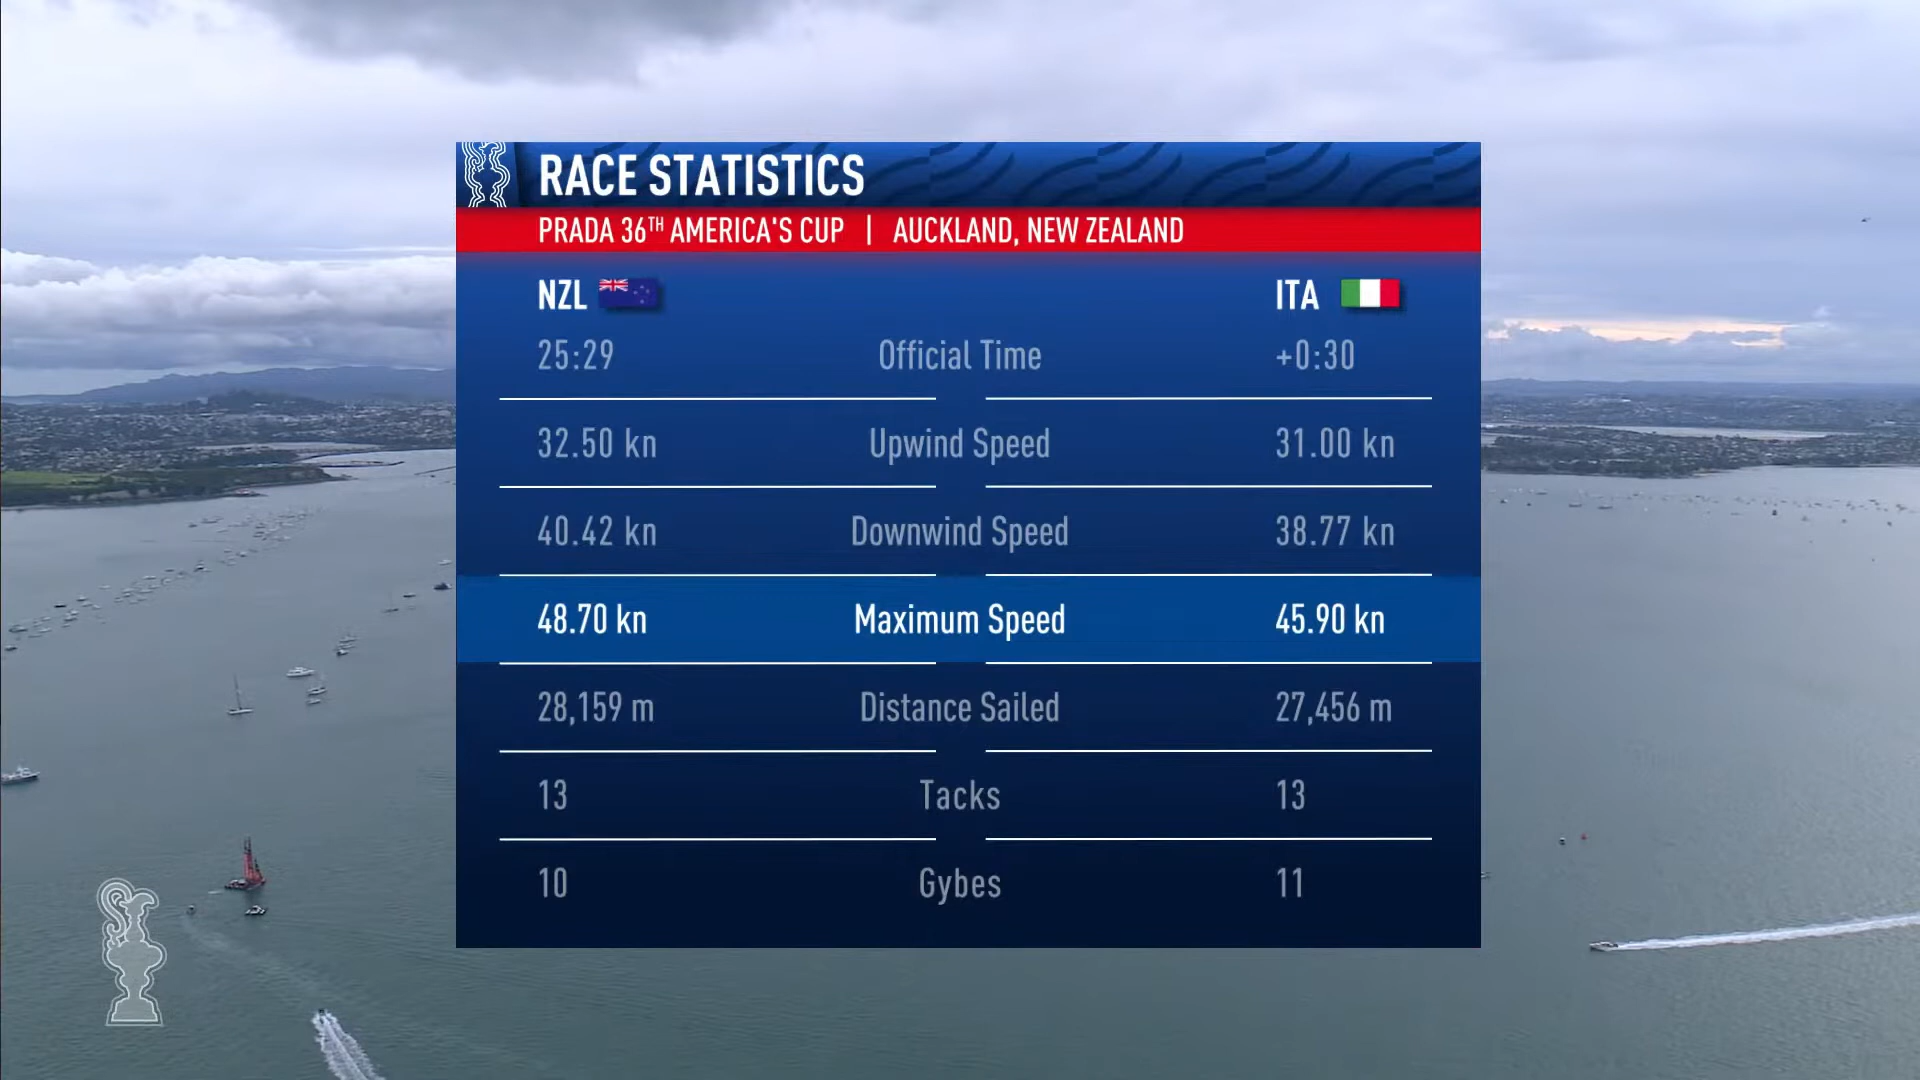 RACE STATISTICS
PRADA 36TH AMERICA'S CUP | AUCKLAND, NEW ZEALAND
NZL ITA
25:29 Official Time +0:30
32.50 kn Upwind Speed 31.00 kn
40.42 kn Downwind Speed 38.77 kn
48.70 kn Maximum Speed 45.90 kn
28,159 m Distance Sailed 27,456 m
13 Tacks 13
10 Gybes 11